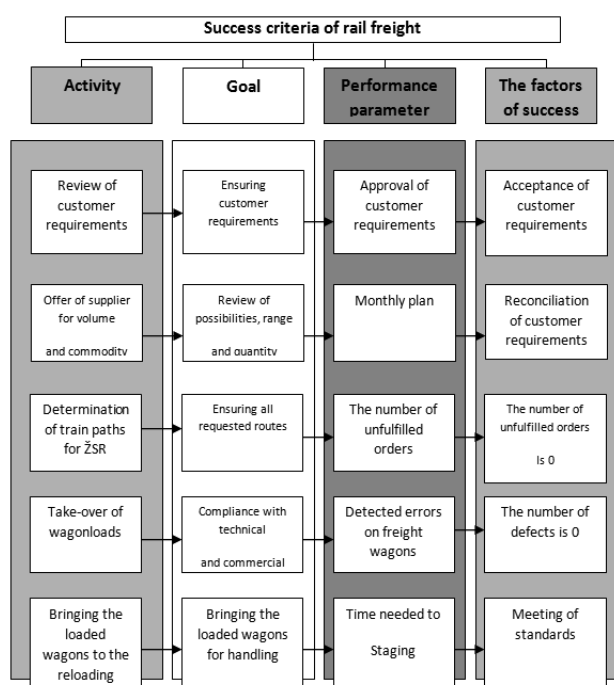 Success criteria of rail freight
Activity
Goal
Performance
parameter
The factors
of success
Review of
customer
requirements
Ensuring
customer
requirements
Approval of
customer
requirements
Acceptance of
customer
requirements
Offer of supplier
for volume
and commodity
Review of
possibilities, range
and quantity
Monthly plan
Reconciliation
of customer
requirements
Determination
of train paths
for ŽSR
Ensuring all
requested routes
The number of
unfulfilled
orders
The number of
unfulfilled orders
Is 0
Take-over of
wagonloads
Compliance with
technical
and commercial
Detected errors
on freight
wagons
The number of
defects is 0
Bringing the
loaded
wagons to the
reloading
Bringing the
loaded wagons
for handling
Time needed to
Staging
Meeting of
standards